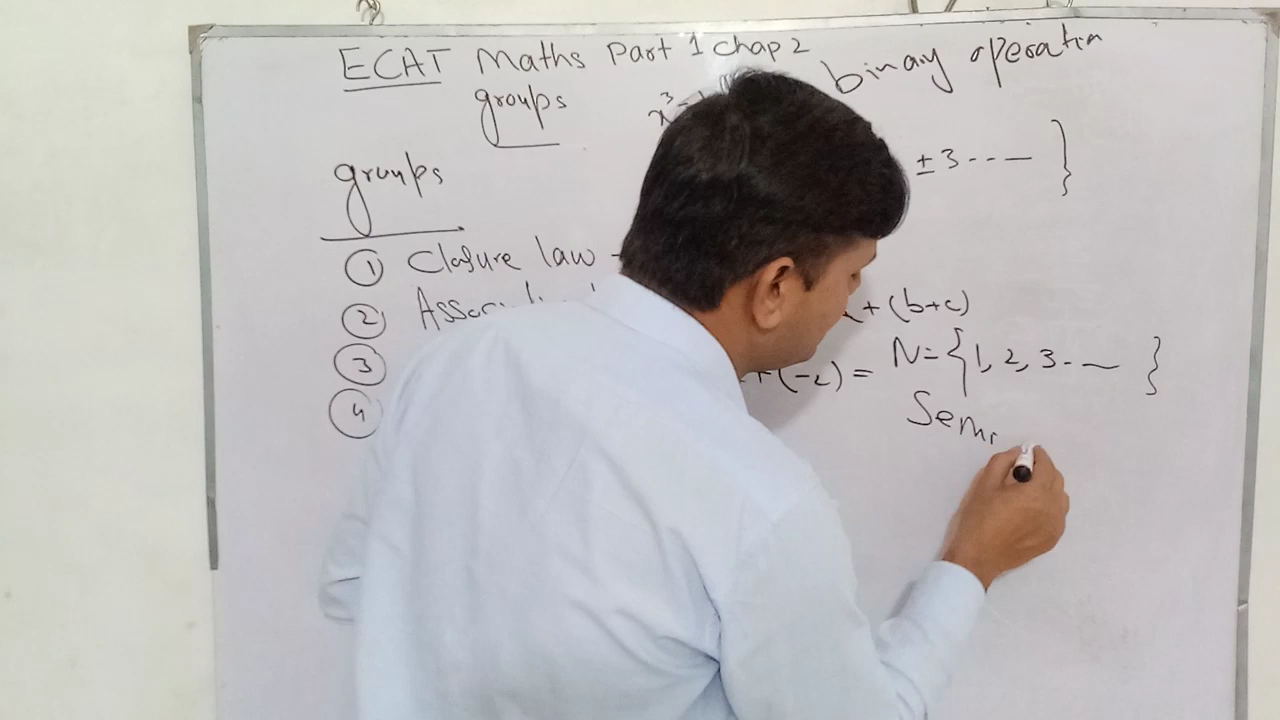 ECAT Maths Part 1 Chap 2
groups x³ binary operation
groups ± 3 - - - }
① Closure law
② + (b+c)
③ + (-2) = N = { 1, 2, 3 - - }
④ Semi